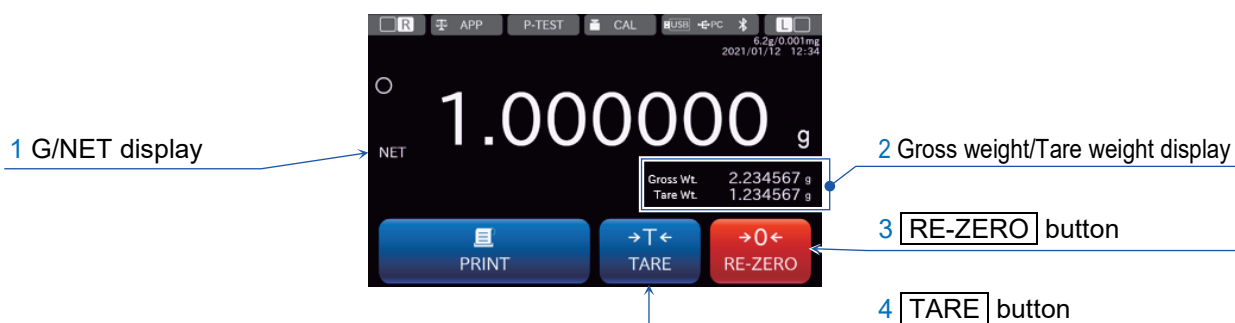 R APP P-TEST CAL USB PC L
6.2g/0.001mg
2021/01/12 12:34
1.000000 g
NET
Gross Wt. 2.234567 g
Tare Wt. 1.234567 g
PRINT
→T←
TARE
→0←
RE-ZERO
1 G/NET display
2 Gross weight/Tare weight display
3 RE-ZERO button
4 TARE button